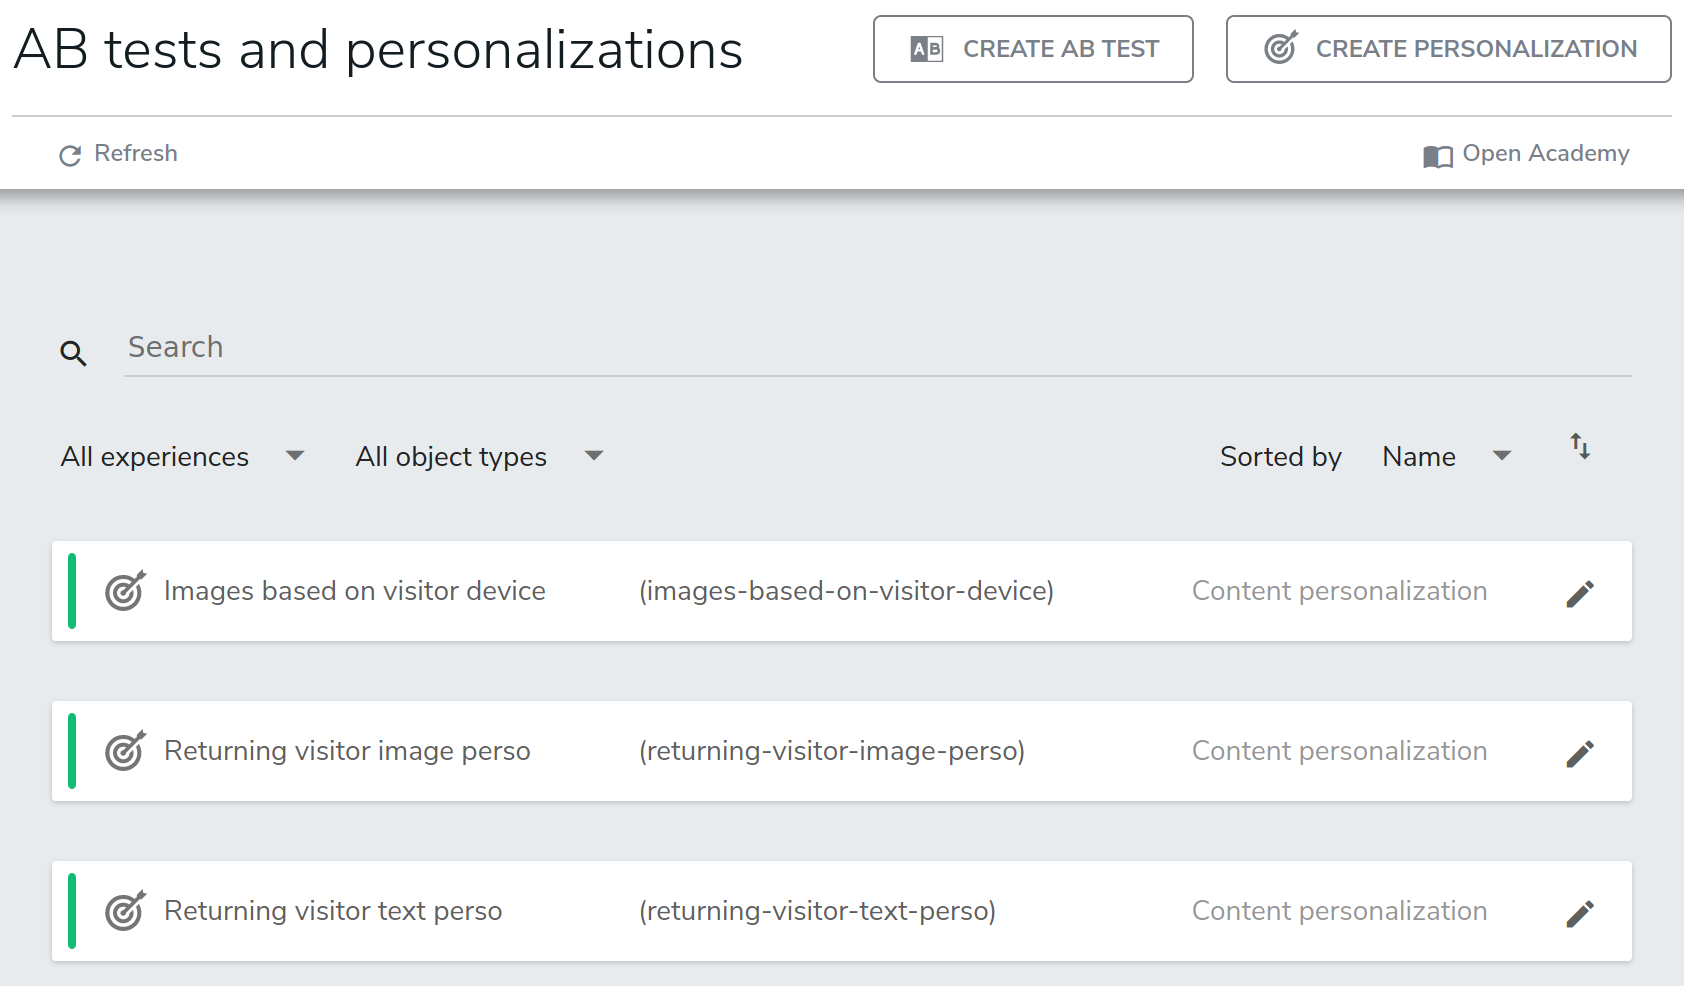 AB tests and personalizations
AB CREATE AB TEST
CREATE PERSONALIZATION
Refresh
Open Academy
Search
All experiences
All object types
Sorted by
Name
Images based on visitor device (images-based-on-visitor-device) Content personalization
Returning visitor image perso (returning-visitor-image-perso) Content personalization
Returning visitor text perso (returning-visitor-text-perso) Content personalization